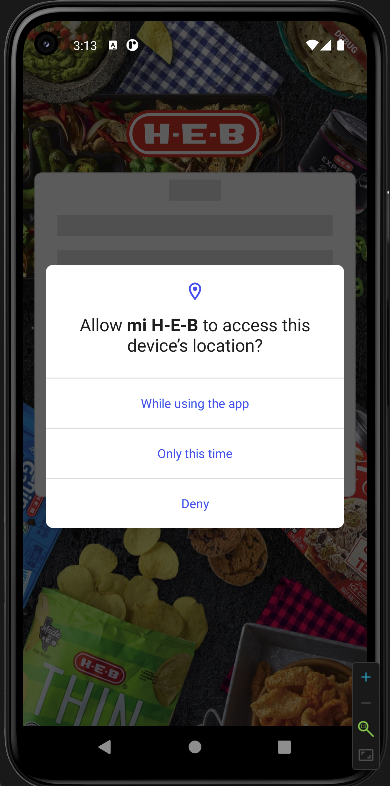 3:13
DEBUG
H-E-B
EXP
Allow mi H-E-B to access this
device's location?
While using the app
Only this time
Deny
H-E-B
THIN